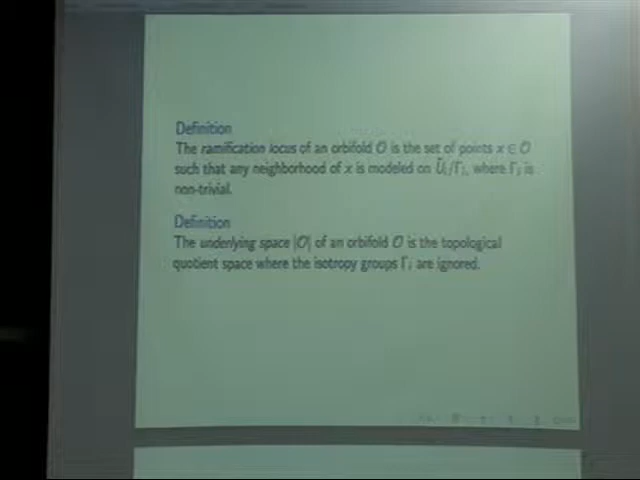 Definition
The ramification locus of an orbifold O is the set of points x ∈ O
such that any neighborhood of x is modeled on Ũᵢ/Γᵢ, where Γᵢ is
non-trivial.
Definition
The underlying space |O| of an orbifold O is the topological
quotient space where the isotropy groups Γᵢ are ignored.